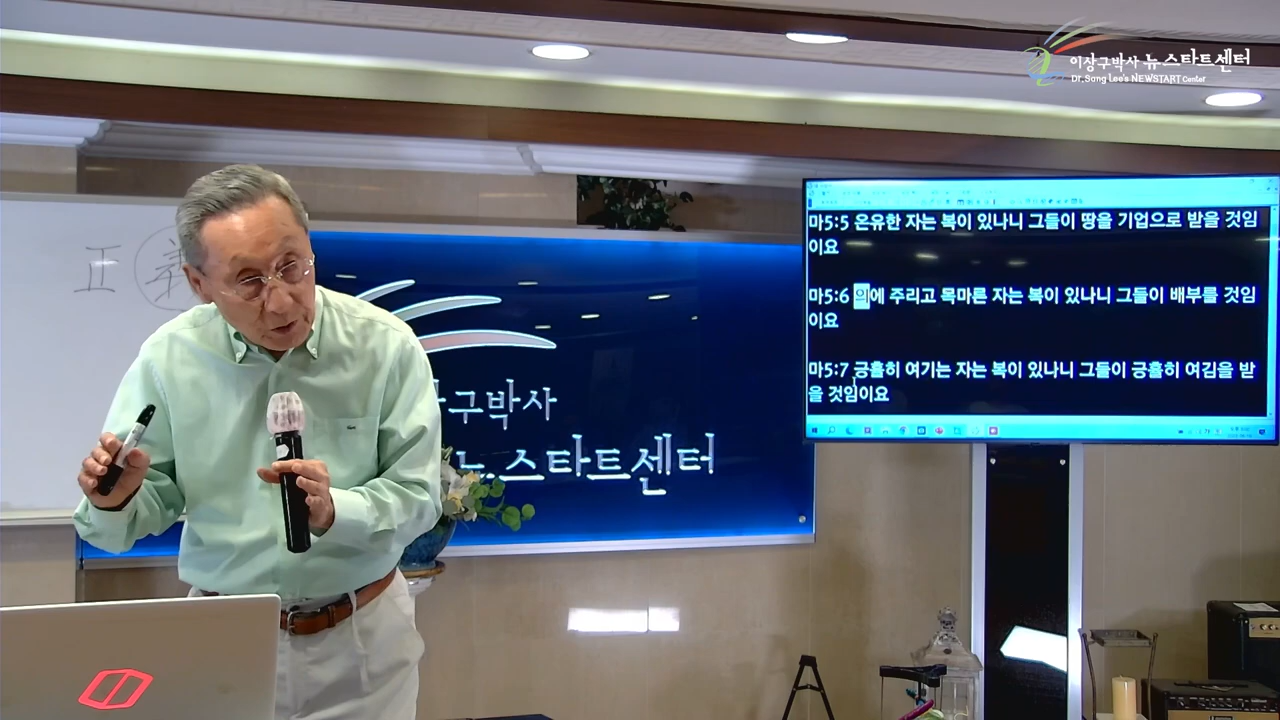 이상구박사 뉴스타트센터
Dr. Sang Lee's NEWSTART Center
正 義
구박사
뉴스타트센터
마5:5 온유한 자는 복이 있나니 그들이 땅을 기업으로 받을 것임
이요
마5:6 의에 주리고 목마른 자는 복이 있나니 그들이 배부를 것임
이요
마5:7 긍휼히 여기는 자는 복이 있나니 그들이 긍휼히 여김을 받
을 것임이요